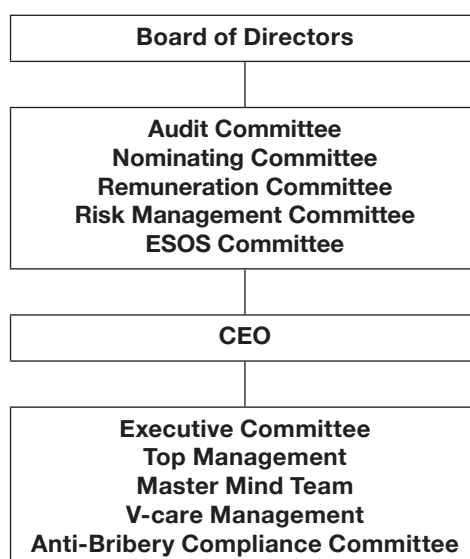 Board of Directors
Audit Committee
Nominating Committee
Remuneration Committee
Risk Management Committee
ESOS Committee
CEO
Executive Committee
Top Management
Master Mind Team
V-care Management
Anti-Bribery Compliance Committee